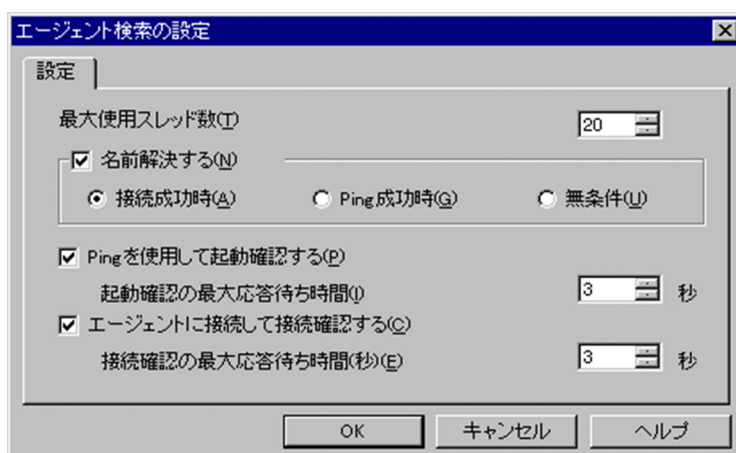 エージェント検索の設定
設定
最大使用スレッド数(T) 20
名前解決する(N)
接続成功時(A) Ping成功時(G) 無条件(U)
Pingを使用して起動確認する(P)
起動確認の最大応答待ち時間(I) 3 秒
エージェントに接続して接続確認する(C)
接続確認の最大応答待ち時間(秒)(E) 3 秒
OK キャンセル ヘルプ